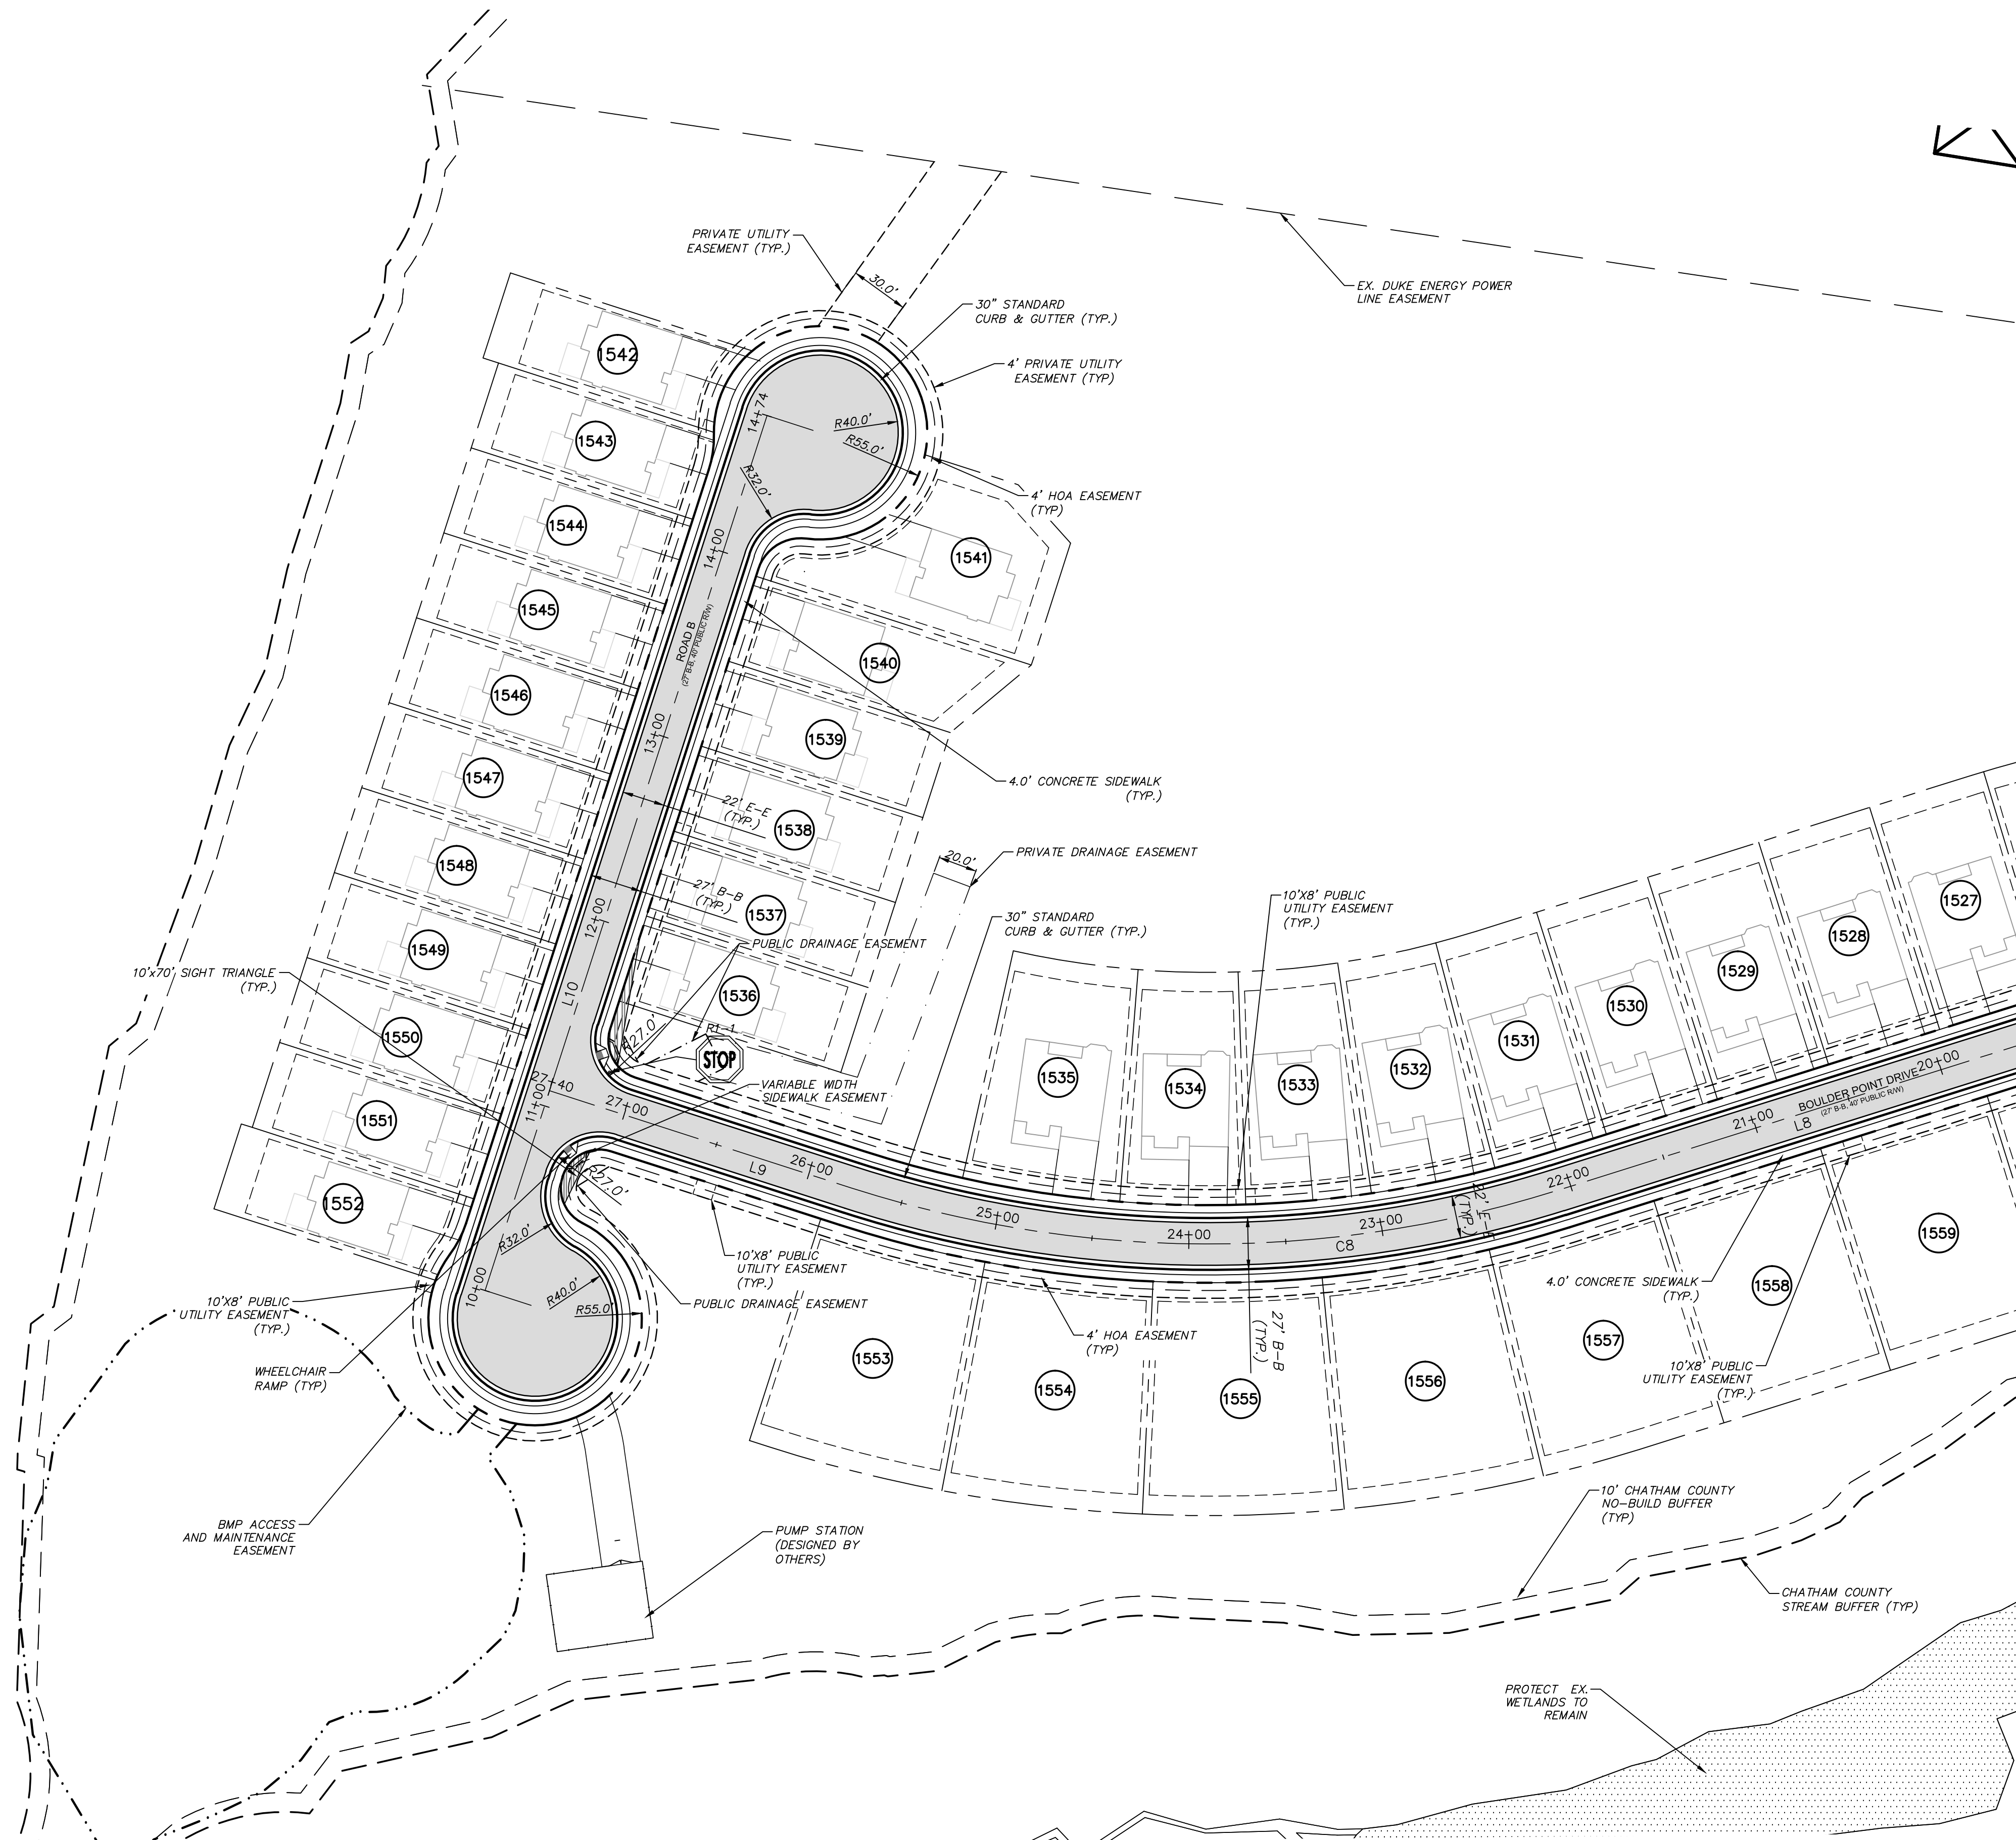 PRIVATE UTILITY
EASEMENT (TYP.)
30.0'
30" STANDARD
CURB & GUTTER (TYP.)
EX. DUKE ENERGY POWER
LINE EASEMENT
4' PRIVATE UTILITY
EASEMENT (TYP)
1542
1543
1544
1545
1546
1547
1548
1549
1550
1551
1552
14+74
R40.0'
R55.0'
R32.0'
4' HOA EASEMENT
(TYP)
14+00
1541
1540
1539
1538
1537
1536
ROAD B
(27' B-B, 40' PUBLIC R/W)
13+00
4.0' CONCRETE SIDEWALK
(TYP.)
22' E-E
(TYP.)
27' B-B
(TYP.)
20.0'
PRIVATE DRAINAGE EASEMENT
12+00
PUBLIC DRAINAGE EASEMENT
30" STANDARD
CURB & GUTTER (TYP.)
10'X8' PUBLIC
UTILITY EASEMENT
(TYP.)
10'x70' SIGHT TRIANGLE
(TYP.)
L10
R27.0'
R1-1
STOP
VARIABLE WIDTH
SIDEWALK EASEMENT
27+40
11+00
27+00
R27.0'
26+00
L9
25+00
24+00
23+00
C8
22' E-E
(TYP.)
22+00
21+00
L8
BOULDER POINT DRIVE
(27' B-B, 40' PUBLIC R/W)
20+00
1535
1534
1533
1532
1531
1530
1529
1528
1527
R32.0'
R40.0'
R55.0'
10+00
10'X8' PUBLIC
UTILITY EASEMENT
(TYP.)
10'X8' PUBLIC
UTILITY EASEMENT
(TYP.)
PUBLIC DRAINAGE EASEMENT
WHEELCHAIR
RAMP (TYP)
4' HOA EASEMENT
(TYP)
27' B-B
(TYP.)
4.0' CONCRETE SIDEWALK
(TYP.)
10'X8' PUBLIC
UTILITY EASEMENT
(TYP.)
1553
1554
1555
1556
1557
1558
1559
BMP ACCESS
AND MAINTENANCE
EASEMENT
PUMP STATION
(DESIGNED BY
OTHERS)
10' CHATHAM COUNTY
NO-BUILD BUFFER
(TYP)
CHATHAM COUNTY
STREAM BUFFER (TYP)
PROTECT EX.
WETLANDS TO
REMAIN